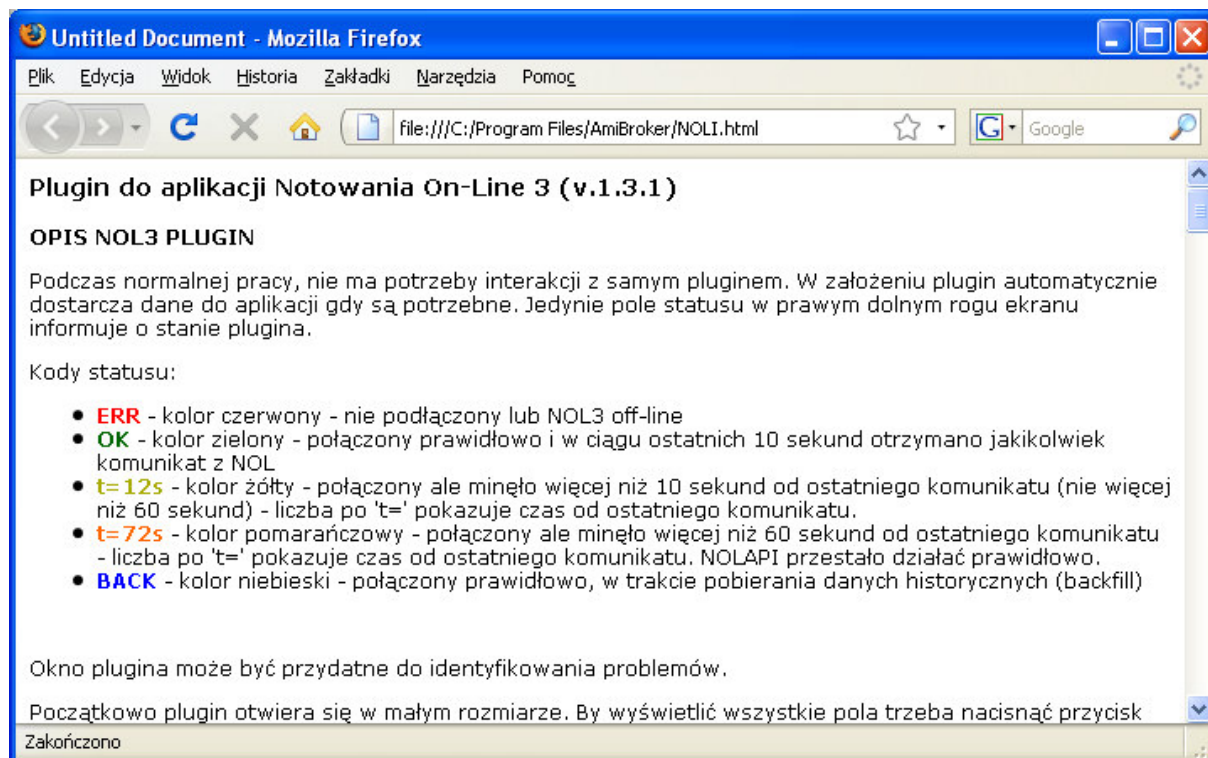 Untitled Document - Mozilla Firefox
Plik Edycja Widok Historia Zakładki Narzędzia Pomoc
file:///C:/Program Files/AmiBroker/NOLI.html G Google
Plugin do aplikacji Notowania On-Line 3 (v.1.3.1)
OPIS NOL3 PLUGIN
Podczas normalnej pracy, nie ma potrzeby interakcji z samym pluginem. W założeniu plugin automatycznie
dostarcza dane do aplikacji gdy są potrzebne. Jedynie pole statusu w prawym dolnym rogu ekranu
informuje o stanie plugina.
Kody statusu:
• ERR - kolor czerwony - nie podłączony lub NOL3 off-line
• OK - kolor zielony - połączony prawidłowo i w ciągu ostatnich 10 sekund otrzymano jakikolwiek
komunikat z NOL
• t=12s - kolor żółty - połączony ale minęło więcej niż 10 sekund od ostatniego komunikatu (nie więcej
niż 60 sekund) - liczba po 't=' pokazuje czas od ostatniego komunikatu.
• t=72s - kolor pomarańczowy - połączony ale minęło więcej niż 60 sekund od ostatniego komunikatu
- liczba po 't=' pokazuje czas od ostatniego komunikatu. NOLAPI przestało działać prawidłowo.
• BACK - kolor niebieski - połączony prawidłowo, w trakcie pobierania danych historycznych (backfill)
Okno plugina może być przydatne do identyfikowania problemów.
Początkowo plugin otwiera się w małym rozmiarze. By wyświetlić wszystkie pola trzeba nacisnąć przycisk
Zakończono